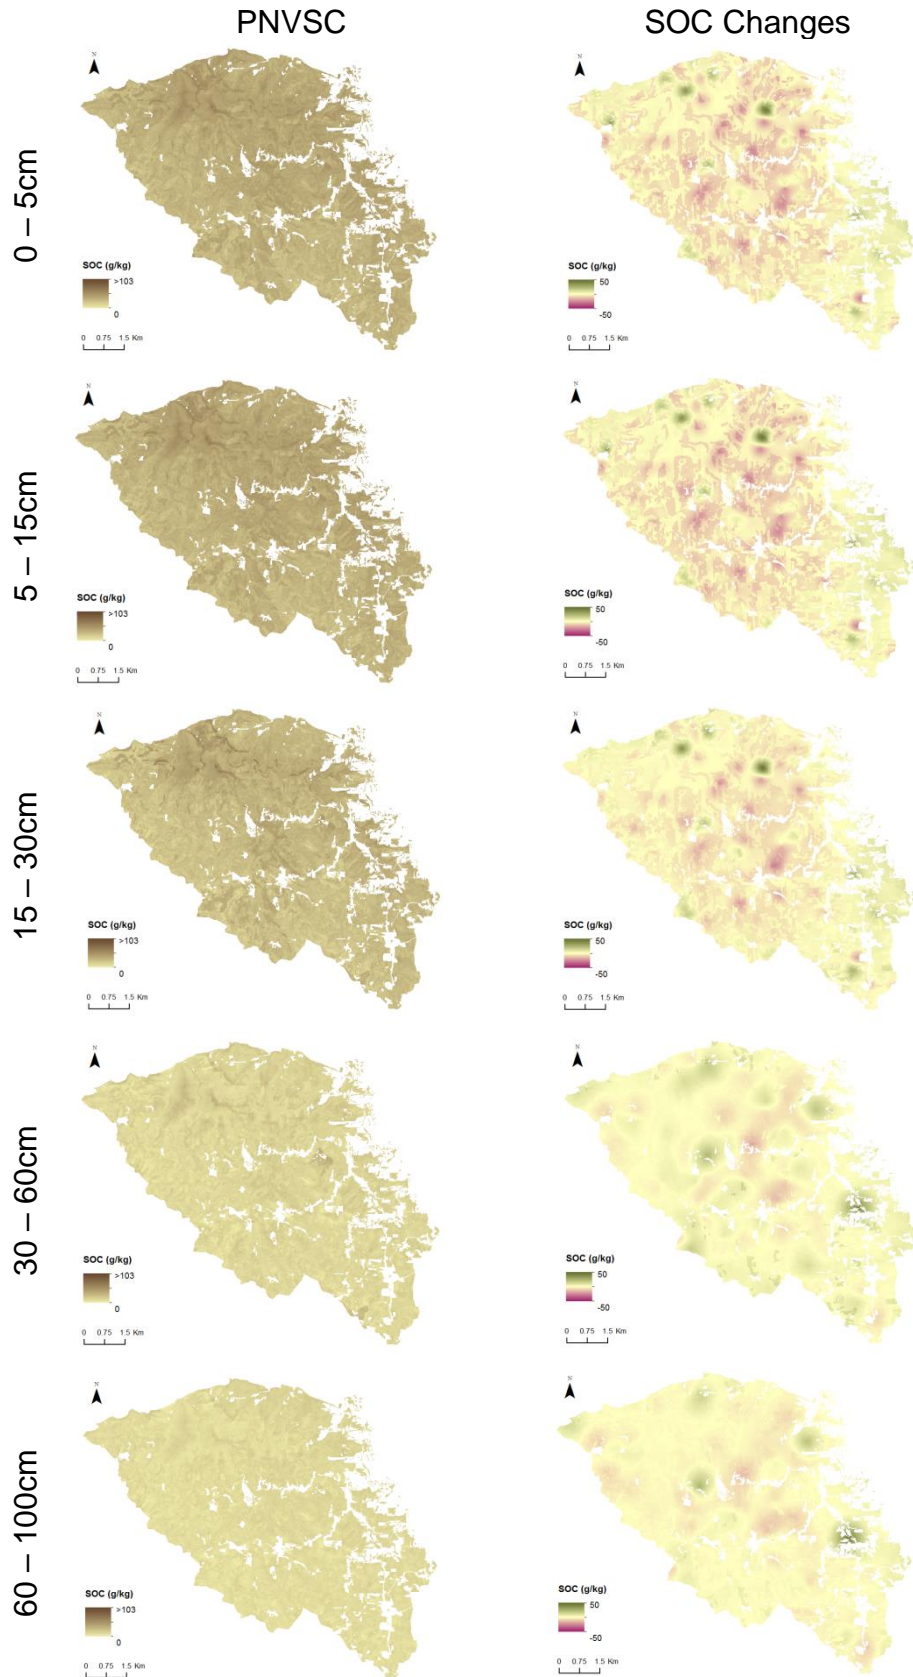 PNVSC SOC Changes
0 – 5cm
N N
SOC (g/kg) SOC (g/kg)
>103 50
0 -50
0 0.75 1.5 Km 0 0.75 1.5 Km
5 – 15cm
N N
SOC (g/kg) SOC (g/kg)
>103 50
0 -50
0 0.75 1.5 Km 0 0.75 1.5 Km
15 – 30cm
N N
SOC (g/kg) SOC (g/kg)
>103 50
0 -50
0 0.75 1.5 Km 0 0.75 1.5 Km
30 – 60cm
N N
SOC (g/kg) SOC (g/kg)
>103 50
0 -50
0 0.75 1.5 Km 0 0.75 1.5 Km
60 – 100cm
N N
SOC (g/kg) SOC (g/kg)
>103 50
0 -50
0 0.75 1.5 Km 0 0.75 1.5 Km